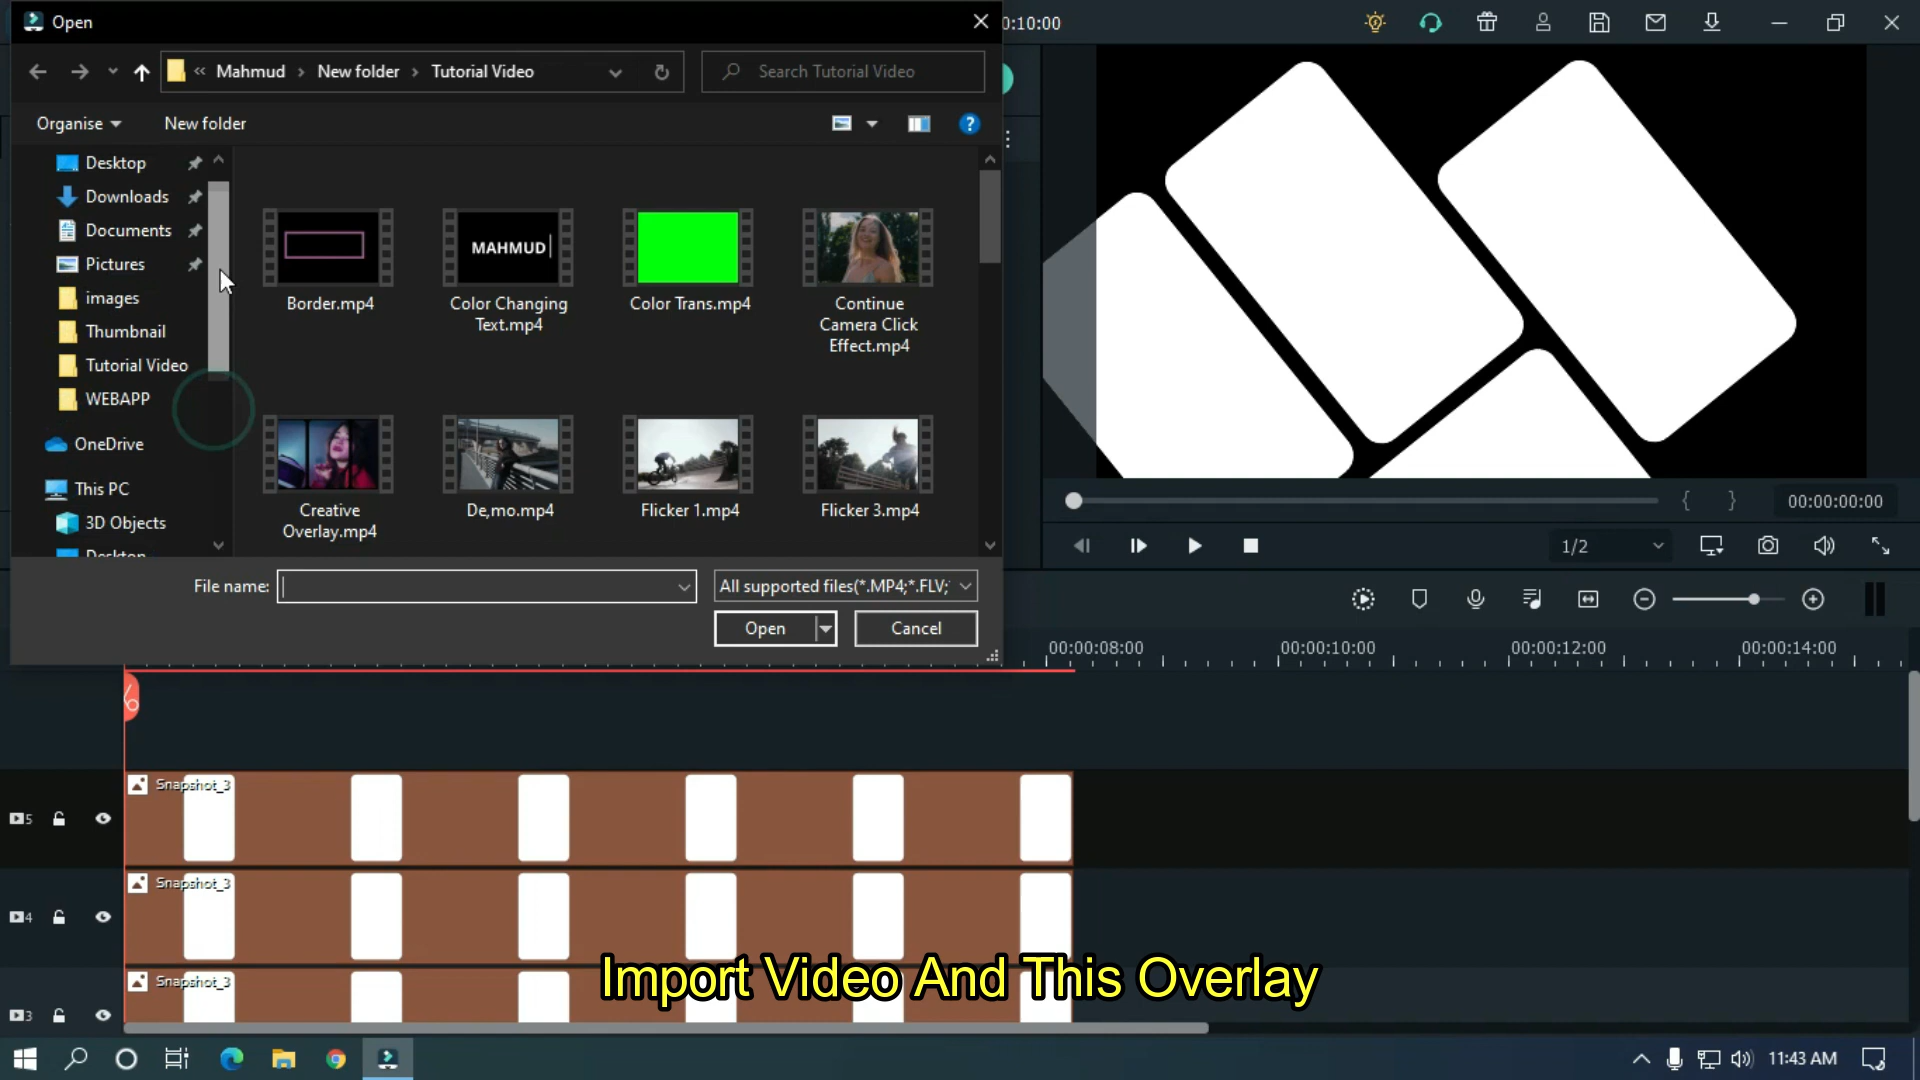 Open
0:10:00
« Mahmud > New folder > Tutorial Video
Search Tutorial Video
Organise
New folder
?
Desktop
Downloads
Documents
Pictures
images
Thumbnail
Tutorial Video
WEBAPP
OneDrive
This PC
3D Objects
Desktop
MAHMUD
Border.mp4
Color Changing
Text.mp4
Color Trans.mp4
Continue
Camera Click
Effect.mp4
Creative
Overlay.mp4
De,mo.mp4
Flicker 1.mp4
Flicker 3.mp4
File name:
All supported files(*.MP4;*.FLV;
Open
Cancel
{ }
00:00:00:00
1/2
00:00:08:00
00:00:10:00
00:00:12:00
00:00:14:00
5
Snapshot_3
4
Snapshot_3
3
Snapshot_3
Import Video And This Overlay
11:43 AM